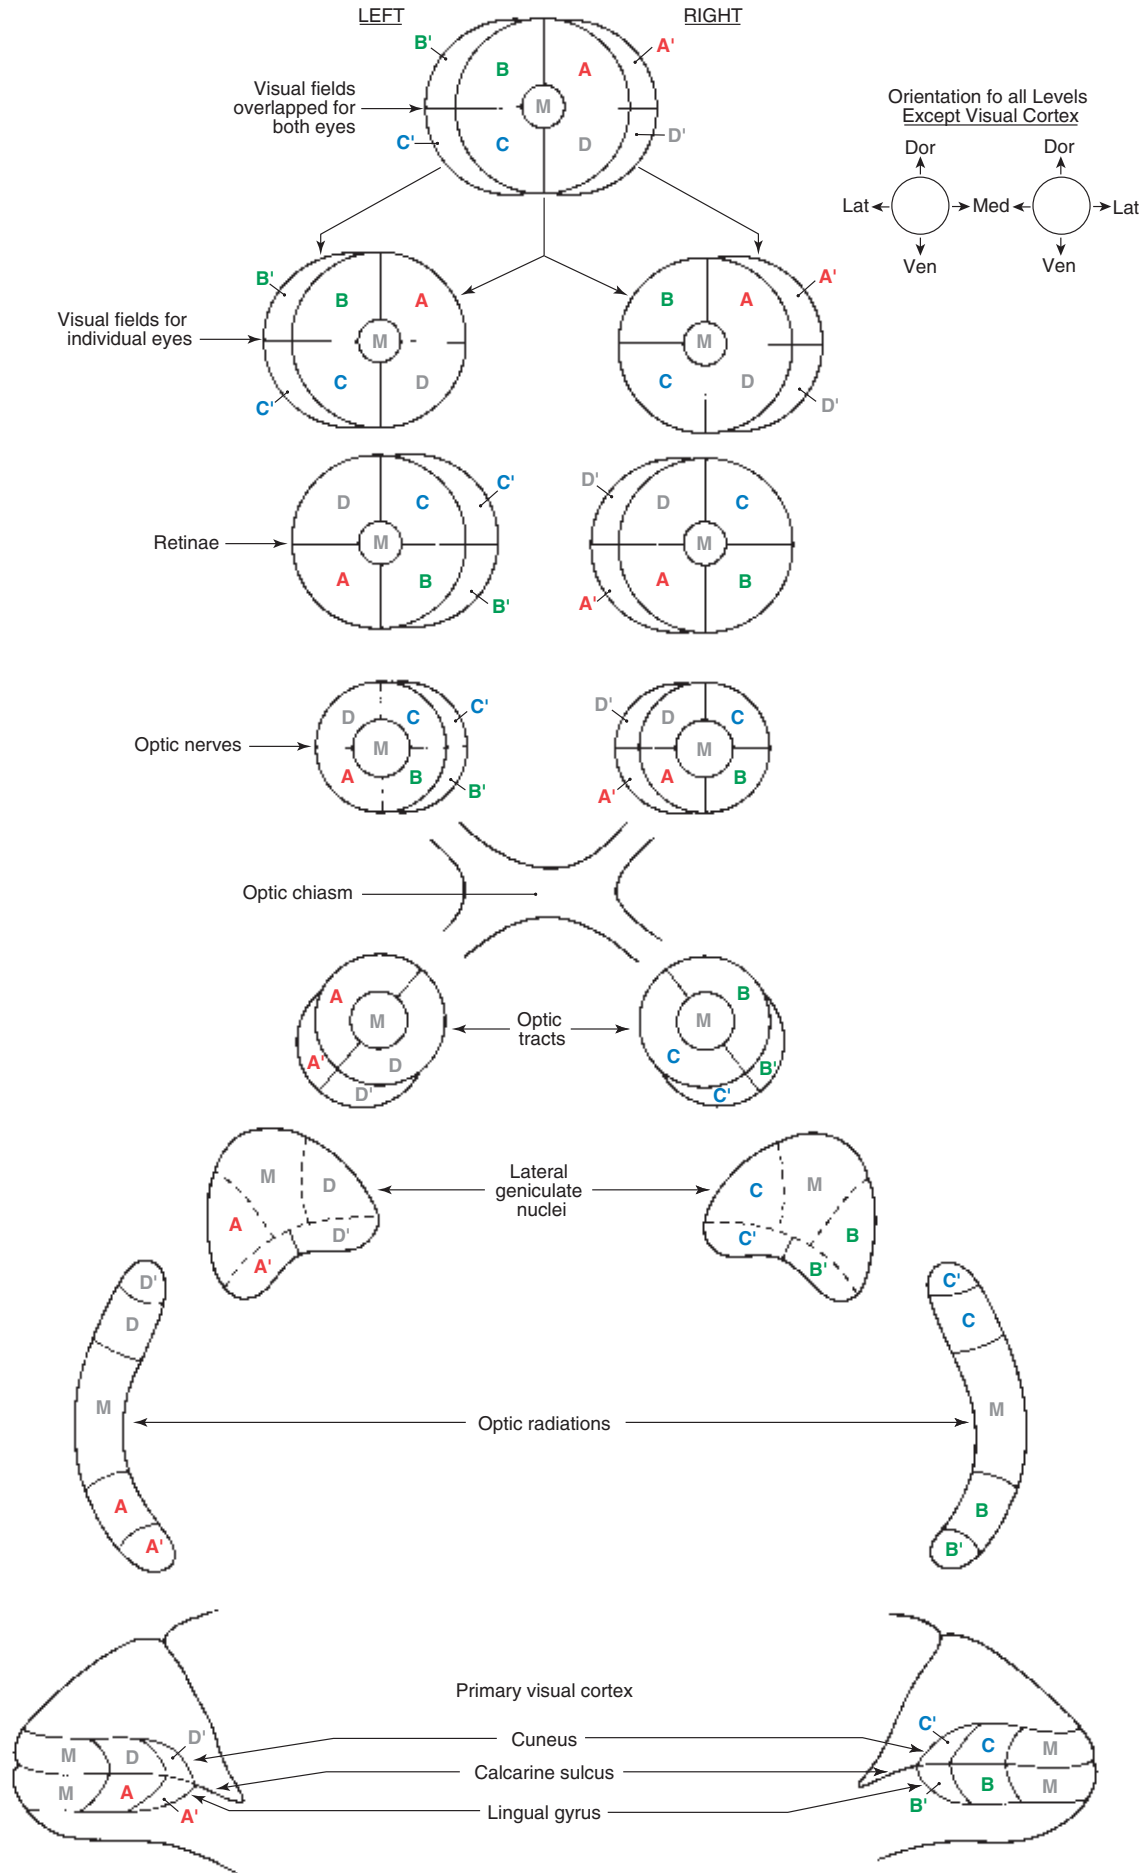 LEFT
RIGHT
B'
A'
B
A
Visual fields
overlapped for
both eyes
M
C'
C
D
D'
Orientation fo all Levels
Except Visual Cortex
Dor
Dor
Lat
Med
Lat
Ven
Ven
B'
B
A
B
A
A'
Visual fields for
individual eyes
M
M
C'
C
D
C
D
D'
D
C
C'
D'
D
C
Retinae
M
M
A
B
B'
A'
A
B
D
C
C'
D'
D
C
Optic nerves
M
M
A
B
B'
A'
A
B
Optic chiasm
A
M
A'
D
D'
Optic
tracts
B
M
C
B'
C'
M
D
A
D'
A'
Lateral
geniculate
nuclei
C
M
B
C'
B'
D'
D
M
A
A'
Optic radiations
C'
C
M
B
B'
Primary visual cortex
D'
M
D
M
A
A'
Cuneus
Calcarine sulcus
Lingual gyrus
C'
C
M
B
M
B'